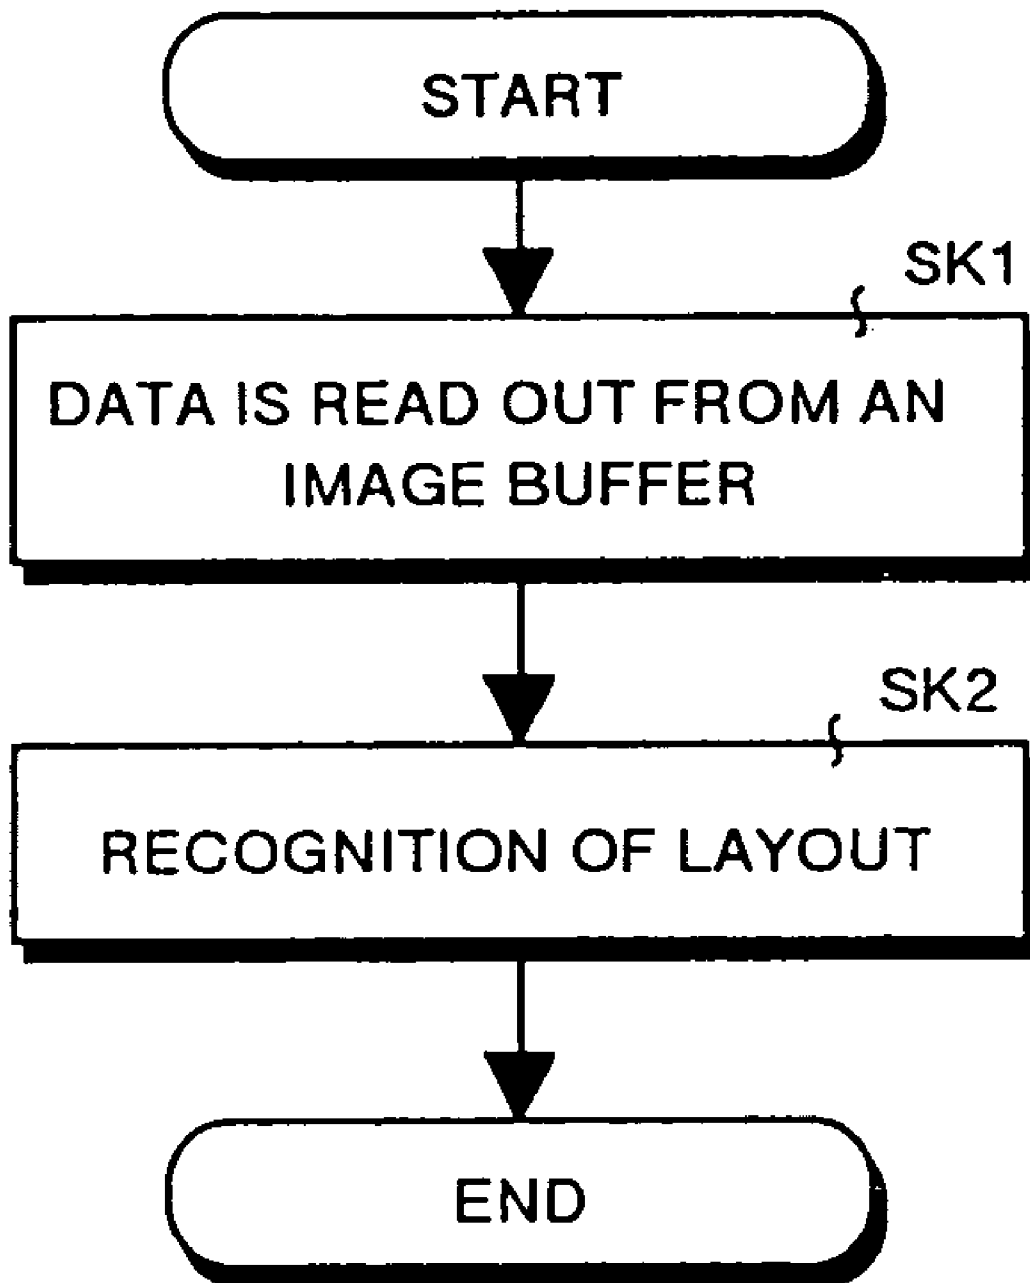 START
SK1
DATA IS READ OUT FROM AN
IMAGE BUFFER
SK2
RECOGNITION OF LAYOUT
END